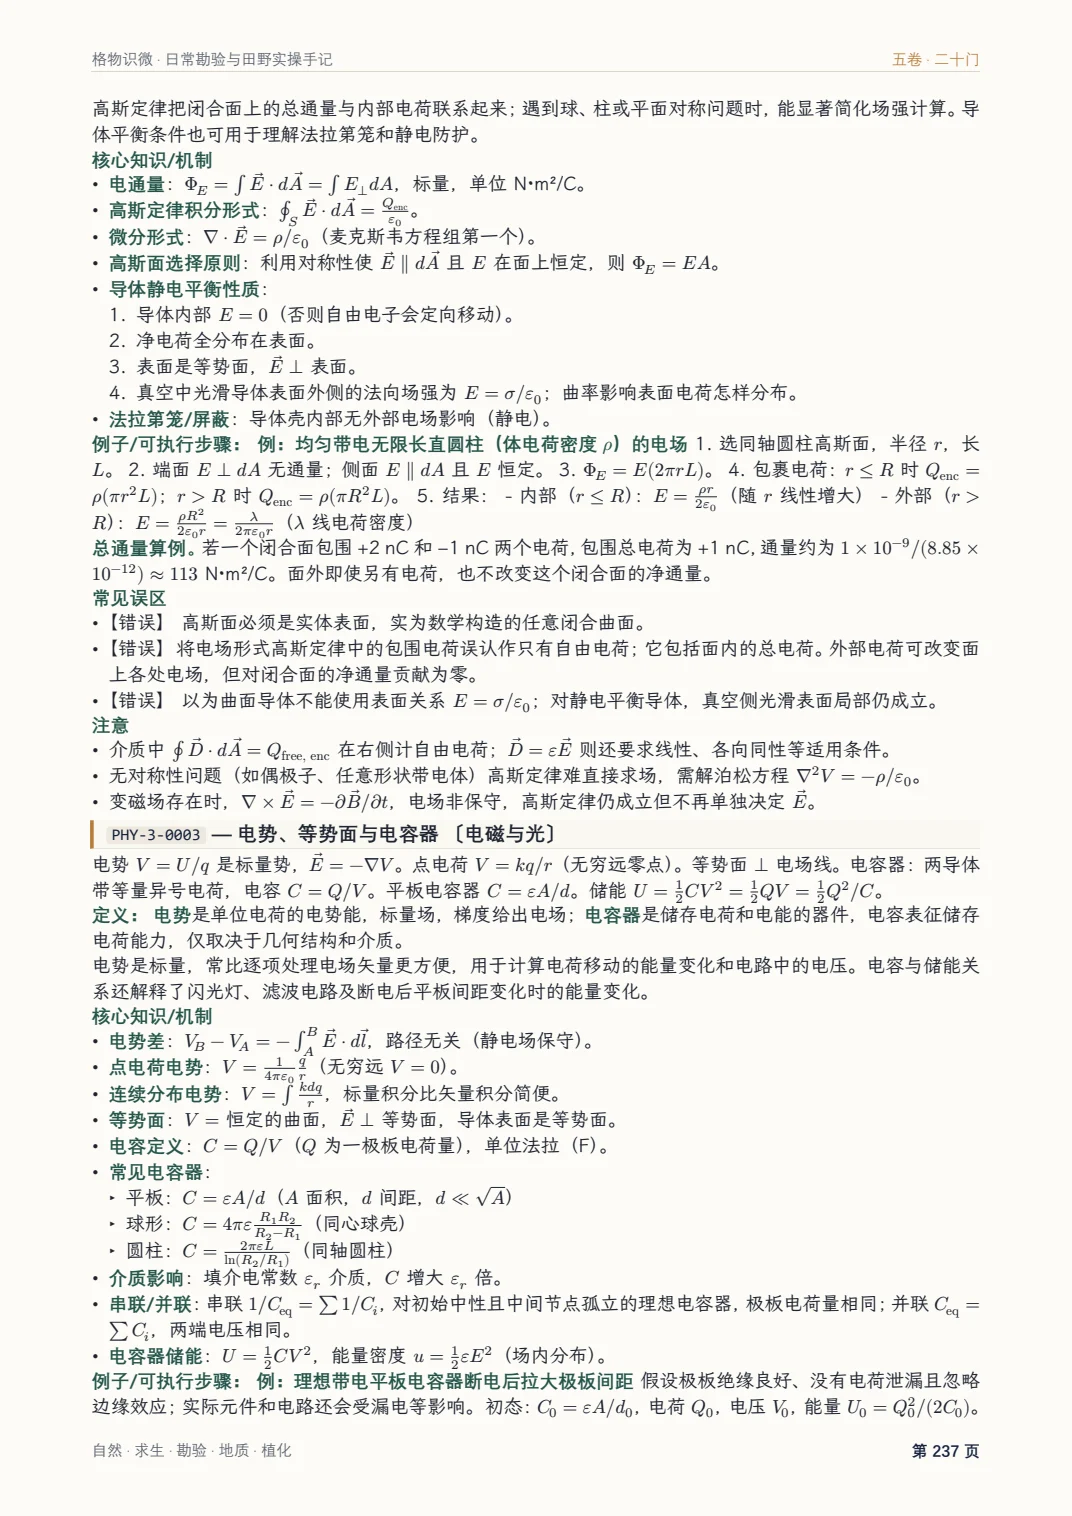 格物识微 · 日常勘验与田野实操手记
五卷 · 二十门
高斯定律把闭合面上的总通量与内部电荷联系起来；遇到球、柱或平面对称问题时，能显著简化场强计算。导
体平衡条件也可用于理解法拉第笼和静电防护。
核心知识/机制
• 电通量：Φ_E = ∫ E⃗ · dA⃗ = ∫ E_⊥dA，标量，单位 N·m²/C。
• 高斯定律积分形式：∮_S E⃗ · dA⃗ = Q_enc/ε₀。
• 微分形式：∇ · E⃗ = ρ/ε₀（麦克斯韦方程组第一个）。
• 高斯面选择原则：利用对称性使 E⃗ ∥ dA⃗ 且 E 在面上恒定，则 Φ_E = EA。
• 导体静电平衡性质：
1. 导体内部 E = 0（否则自由电子会定向移动）。
2. 净电荷全分布在表面。
3. 表面是等势面，E⃗ ⊥ 表面。
4. 真空中光滑导体表面外侧的法向场强为 E = σ/ε₀；曲率影响表面电荷怎样分布。
• 法拉第笼/屏蔽：导体壳内部无外部电场影响（静电）。
例子/可执行步骤： 例：均匀带电无限长直圆柱（体电荷密度 ρ）的电场 1. 选同轴圆柱高斯面，半径 r，长
L。 2. 端面 E ⊥ dA 无通量；侧面 E ∥ dA 且 E 恒定。 3. Φ_E = E(2πrL)。 4. 包裹电荷：r ≤ R 时 Q_enc =
ρ(πr²L)；r > R 时 Q_enc = ρ(πR²L)。 5. 结果： - 内部（r ≤ R）：E = ρr/2ε₀（随 r 线性增大） - 外部（r >
R）：E = ρR²/2ε₀r = λ/2πε₀r（λ 线电荷密度）
总通量算例。若一个闭合面包围 +2 nC 和 −1 nC 两个电荷，包围总电荷为 +1 nC，通量约为 1 × 10⁻⁹/(8.85 ×
10⁻¹²) ≈ 113 N·m²/C。面外即使另有电荷，也不改变这个闭合面的净通量。
常见误区
•【错误】 高斯面必须是实体表面，实为数学构造的任意闭合曲面。
•【错误】 将电场形式高斯定律中的包围电荷误认作只有自由电荷；它包括面内的总电荷。外部电荷可改变面
上各处电场，但对闭合面的净通量贡献为零。
•【错误】 以为曲面导体不能使用表面关系 E = σ/ε₀；对静电平衡导体，真空侧光滑表面局部仍成立。
注意
• 介质中 ∮ D⃗ · dA⃗ = Q_free, enc 在右侧计自由电荷；D⃗ = εE⃗ 则还要求线性、各向同性等适用条件。
• 无对称性问题（如偶极子、任意形状带电体）高斯定律难直接求场，需解泊松方程 ∇²V = −ρ/ε₀。
• 变磁场存在时，∇ × E⃗ = −∂B⃗/∂t，电场非保守，高斯定律仍成立但不再单独决定 E⃗。
PHY-3-0003 — 电势、等势面与电容器 〔电磁与光〕
电势 V = U/q 是标量势，E⃗ = −∇V。点电荷 V = kq/r（无穷远零点）。等势面 ⊥ 电场线。电容器：两导体
带等量异号电荷，电容 C = Q/V。平板电容器 C = εA/d。储能 U = ½CV² = ½QV = ½Q²/C。
定义： 电势是单位电荷的电势能，标量场，梯度给出电场；电容器是储存电荷和电能的器件，电容表征储存
电荷能力，仅取决于几何结构和介质。
电势是标量，常比逐项处理电场矢量更方便，用于计算电荷移动的能量变化和电路中的电压。电容与储能关
系还解释了闪光灯、滤波电路及断电后平板间距变化时的能量变化。
核心知识/机制
• 电势差：V_B − V_A = −∫_A^B E⃗ · dl⃗，路径无关（静电场保守）。
• 点电荷电势：V = 1/4πε₀ q/r（无穷远 V = 0）。
• 连续分布电势：V = ∫ kdq/r，标量积分比矢量积分简便。
• 等势面：V = 恒定的曲面，E⃗ ⊥ 等势面，导体表面是等势面。
• 电容定义：C = Q/V（Q 为一极板电荷量），单位法拉（F）。
• 常见电容器：
‣ 平板：C = εA/d（A 面积，d 间距，d ≪ √A）
‣ 球形：C = 4πε R₁R₂/(R₂−R₁)（同心球壳）
‣ 圆柱：C = 2πεL/ln(R₂/R₁)（同轴圆柱）
• 介质影响：填介电常数 ε_r 介质，C 增大 ε_r 倍。
• 串联/并联：串联 1/C_eq = ∑ 1/C_i，对初始中性且中间节点孤立的理想电容器，极板电荷量相同；并联 C_eq =
∑ C_i，两端电压相同。
• 电容器储能：U = ½CV²，能量密度 u = ½εE²（场内分布）。
例子/可执行步骤： 例：理想带电平板电容器断电后拉大极板间距 假设极板绝缘良好、没有电荷泄漏且忽略
边缘效应；实际元件和电路还会受漏电等影响。初态：C₀ = εA/d₀，电荷 Q₀，电压 V₀，能量 U₀ = Q₀²/(2C₀)。
自然 · 求生 · 勘验 · 地质 · 植化
第 237 页